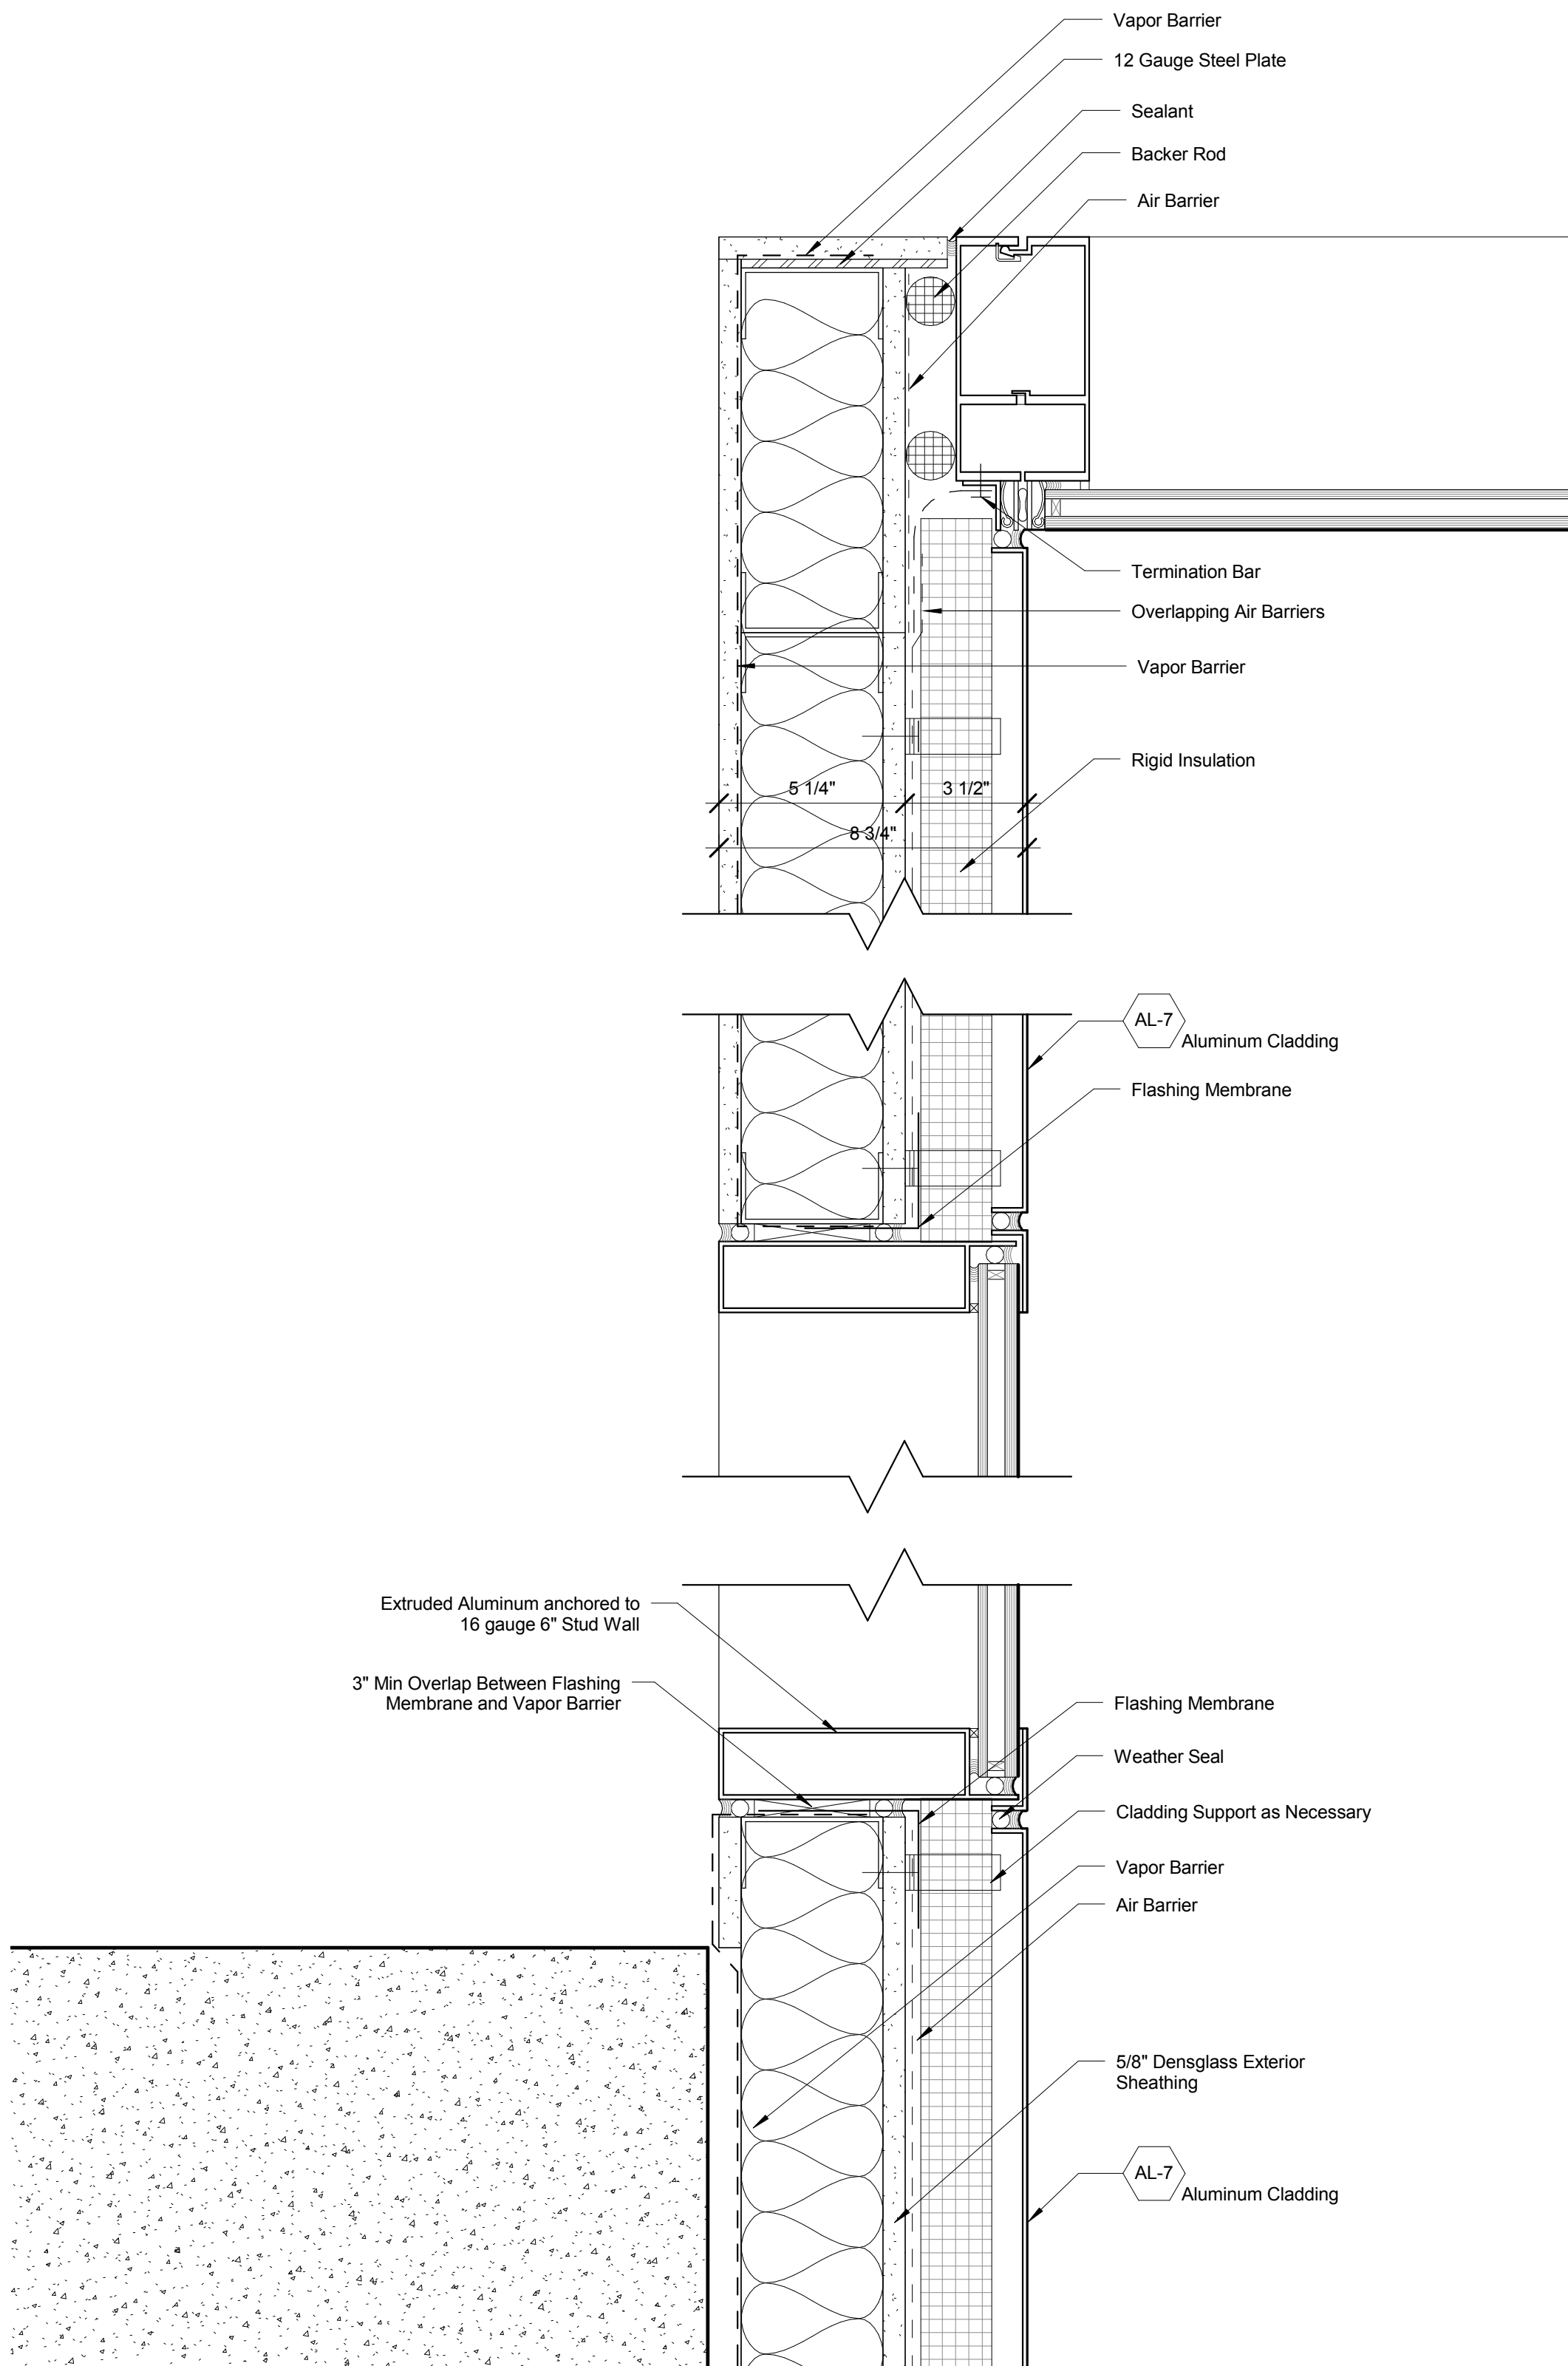 Vapor Barrier
12 Gauge Steel Plate
Sealant
Backer Rod
Air Barrier
Termination Bar
Overlapping Air Barriers
Vapor Barrier
Rigid Insulation
5 1/4"
3 1/2"
8 3/4"
AL-7
Aluminum Cladding
Flashing Membrane
Extruded Aluminum anchored to
16 gauge 6" Stud Wall
3" Min Overlap Between Flashing
Membrane and Vapor Barrier
Flashing Membrane
Weather Seal
Cladding Support as Necessary
Vapor Barrier
Air Barrier
5/8" Densglass Exterior
Sheathing
AL-7
Aluminum Cladding